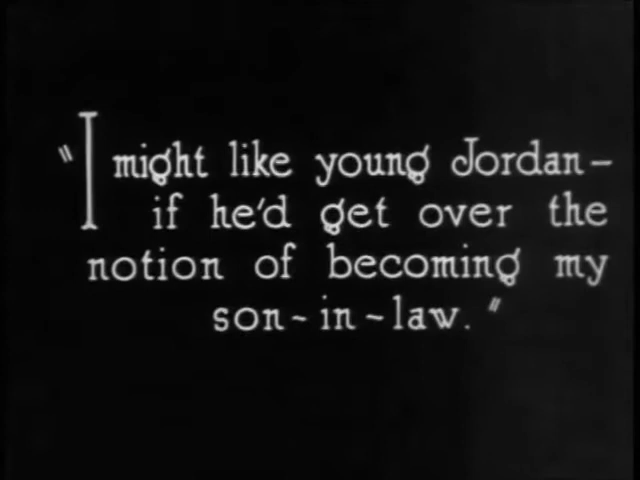 "I might like young Jordan-
if he'd get over the
notion of becoming my
son-in-law."